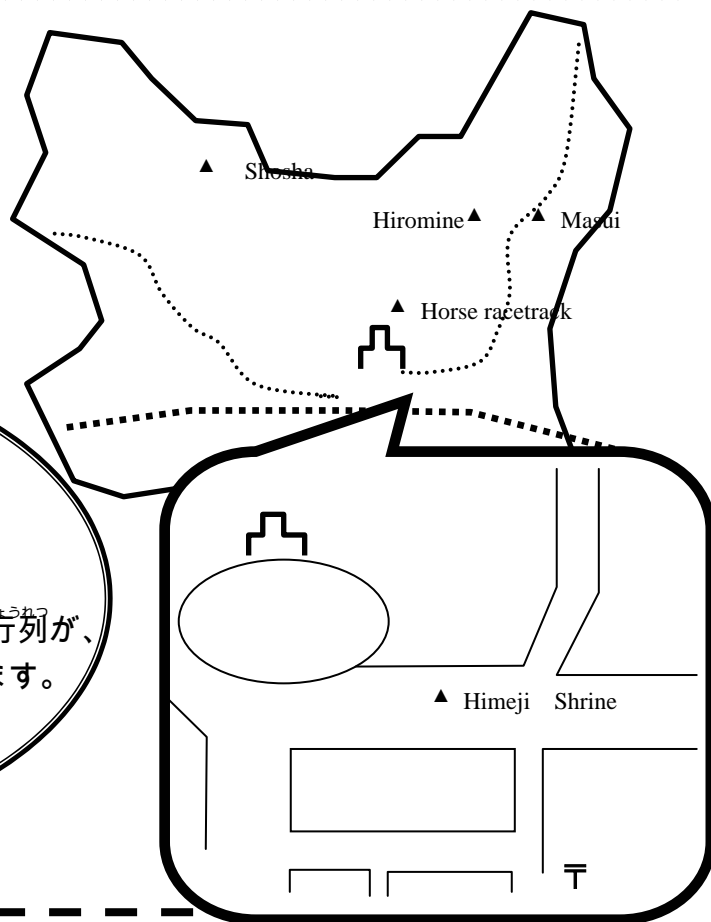 Shosha
Hiromine
Masui
Horse racetrack
行列が、
ます。
Himeji Shrine
〒